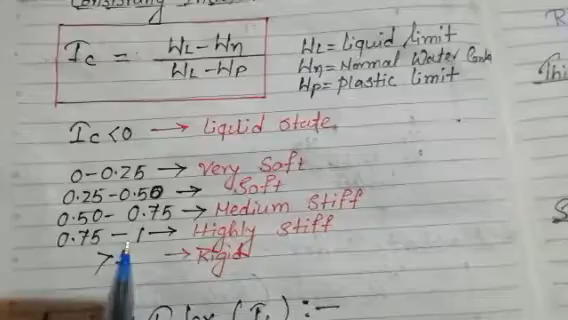 Consistency
Ic = WL - Wn / WL - WP
WL = Liquid limit
Wn = Normal Water
WP = Plastic limit
Ic < 0 → Liquid State
0 - 0.25 → Very Soft
0.25 - 0.50 → Soft
0.50 - 0.75 → Medium Stiff
0.75 - 1 → Highly Stiff
> → Rigid